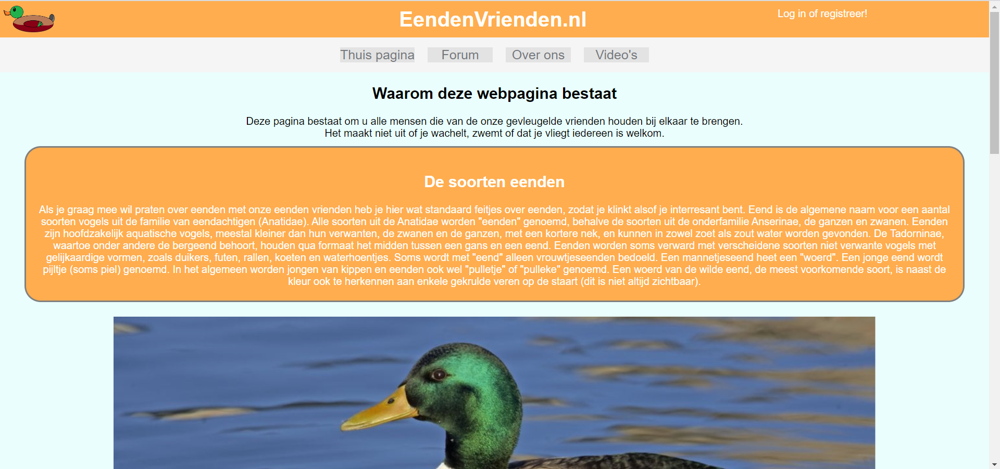 EendenVrienden.nl
Log in of registreer!
Thuis pagina
Forum
Over ons
Video's
Waarom deze webpagina bestaat
Deze pagina bestaat om u alle mensen die van de onze gevleugelde vrienden houden bij elkaar te brengen.
Het maakt niet uit of je wachelt, zwemt of dat je vliegt iedereen is welkom.
De soorten eenden
Als je graag mee wil praten over eenden met onze eenden vrienden heb je hier wat standaard feitjes over eenden, zodat je klinkt alsof je interresant bent. Eend is de algemene naam voor een aantal
soorten vogels uit de familie van eendachtigen (Anatidae). Alle soorten uit de Anatidae worden "eenden" genoemd, behalve de soorten uit de onderfamilie Anserinae, de ganzen en zwanen. Eenden
zijn hoofdzakelijk aquatische vogels, meestal kleiner dan hun verwanten, de zwanen en de ganzen, met een kortere nek, en kunnen in zowel zoet als zout water worden gevonden. De Tadorninae,
waartoe onder andere de bergeend behoort, houden qua formaat het midden tussen een gans en een eend. Eenden worden soms verward met verscheidene soorten niet verwante vogels met
gelijkaardige vormen, zoals duikers, futen, rallen, koeten en waterhoentjes. Soms wordt met "eend" alleen vrouwtjeseenden bedoeld. Een mannetjeseend heet een "woerd". Een jonge eend wordt
pijltje (soms piel) genoemd. In het algemeen worden jongen van kippen en eenden ook wel "pulletje" of "pulleke" genoemd. Een woerd van de wilde eend, de meest voorkomende soort, is naast de
kleur ook te herkennen aan enkele gekrulde veren op de staart (dit is niet altijd zichtbaar).